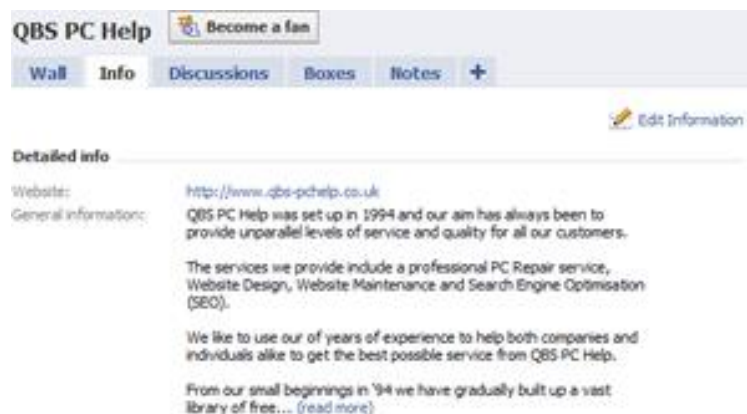 QBS PC Help Become a fan
Wall Info Discussions Boxes Notes +
Edit Information
Detailed info
Website: http://www.qbs-pchelp.co.uk
General information: QBS PC Help was set up in 1994 and our aim has always been to
provide unparallel levels of service and quality for all our customers.
The services we provide include a professional PC Repair service,
Website Design, Website Maintenance and Search Engine Optimisation
(SEO).
We like to use our of years of experience to help both companies and
individuals alike to get the best possible service from QBS PC Help.
From our small beginnings in '94 we have gradually built up a vast
library of free... (read more)